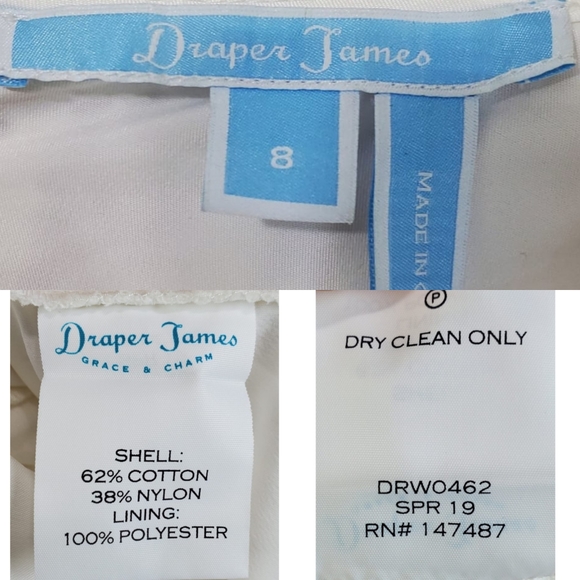 Draper James
8
MADE IN
Draper James
GRACE & CHARM
SHELL:
62% COTTON
38% NYLON
LINING:
100% POLYESTER
P
DRY CLEAN ONLY
DRW0462
SPR 19
RN# 147487